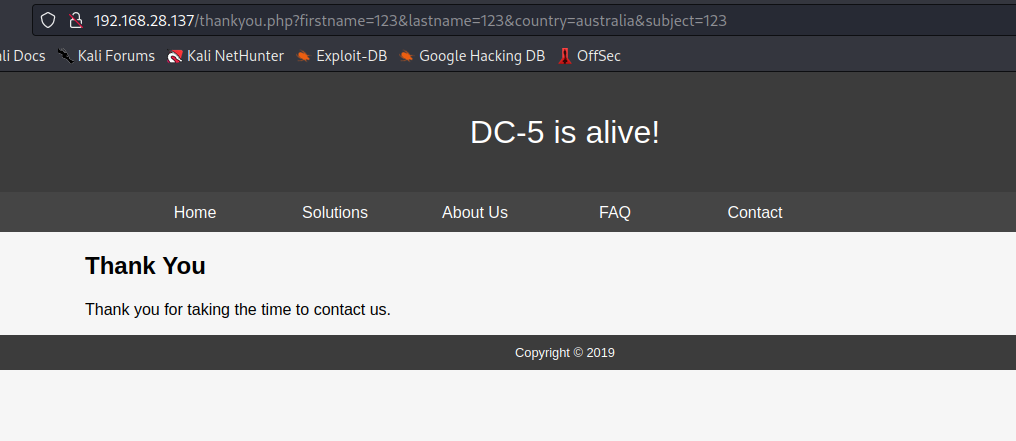 192.168.28.137/thankyou.php?firstname=123&lastname=123&country=australia&subject=123
ali Docs Kali Forums Kali NetHunter Exploit-DB Google Hacking DB OffSec
DC-5 is alive!
Home Solutions About Us FAQ Contact
Thank You
Thank you for taking the time to contact us.
Copyright © 2019